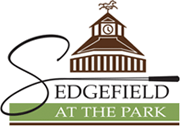 SEDGEFIELD
AT THE PARK